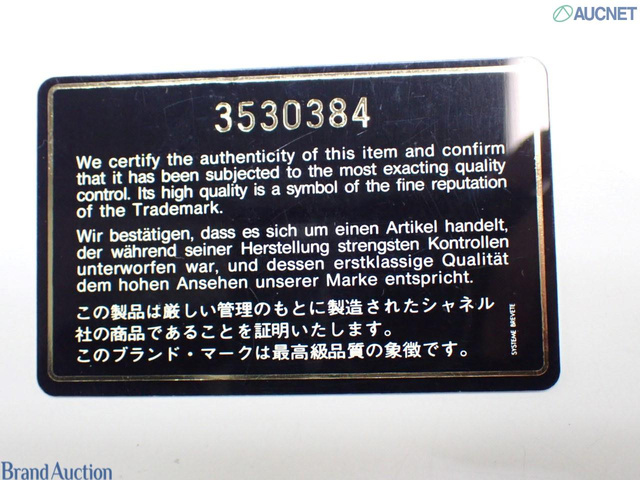 AUCNET
3530384
We certify the authenticity of this item and confirm
that it has been subjected to the most exacting quality
control. Its high quality is a symbol of the fine reputation
of the Trademark.
Wir bestätigen, dass es sich um einen Artikel handelt,
der während seiner Herstellung strengsten Kontrollen
unterworfen war, und dessen erstklassige Qualität
dem hohen Ansehen unserer Marke entspricht.
この製品は厳しい管理のもとに製造されたシャネル
社の商品であることを証明いたします。
このブランド・マークは最高級品質の象徴です。
SYSTEME BREVETE
Brand Auction